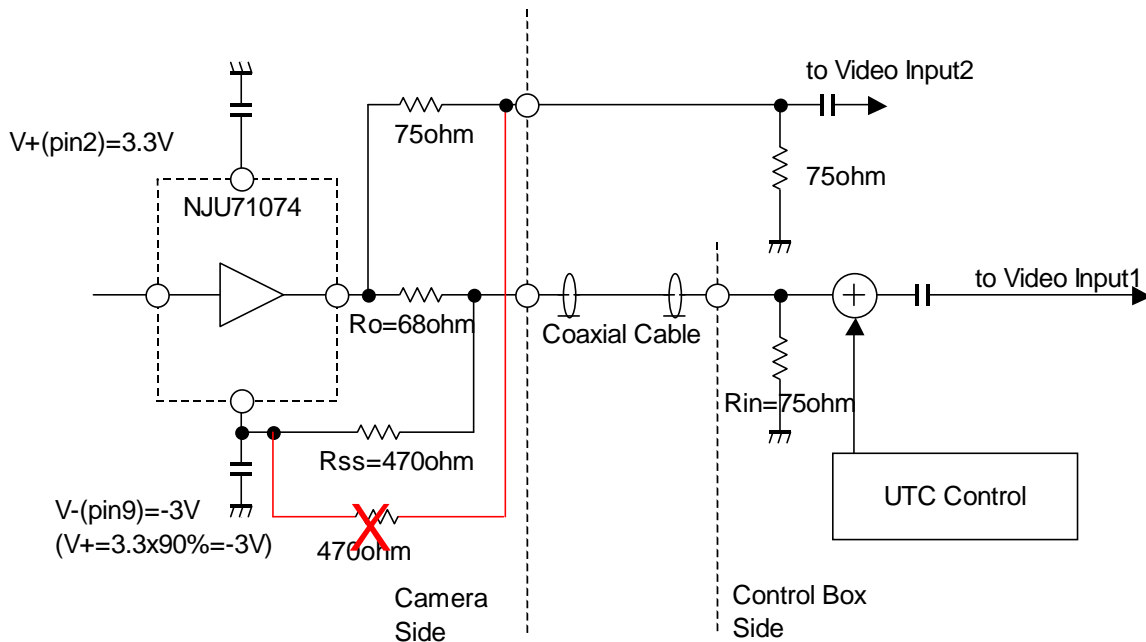 to Video Input2
75ohm
V+(pin2)=3.3V
75ohm
NJU71074
to Video Input1
Ro=68ohm
Coaxial Cable
Rin=75ohm
Rss=470ohm
UTC Control
V-(pin9)=-3V
(V+=3.3x90%=-3V)
470ohm
Camera
Side
Control Box
Side